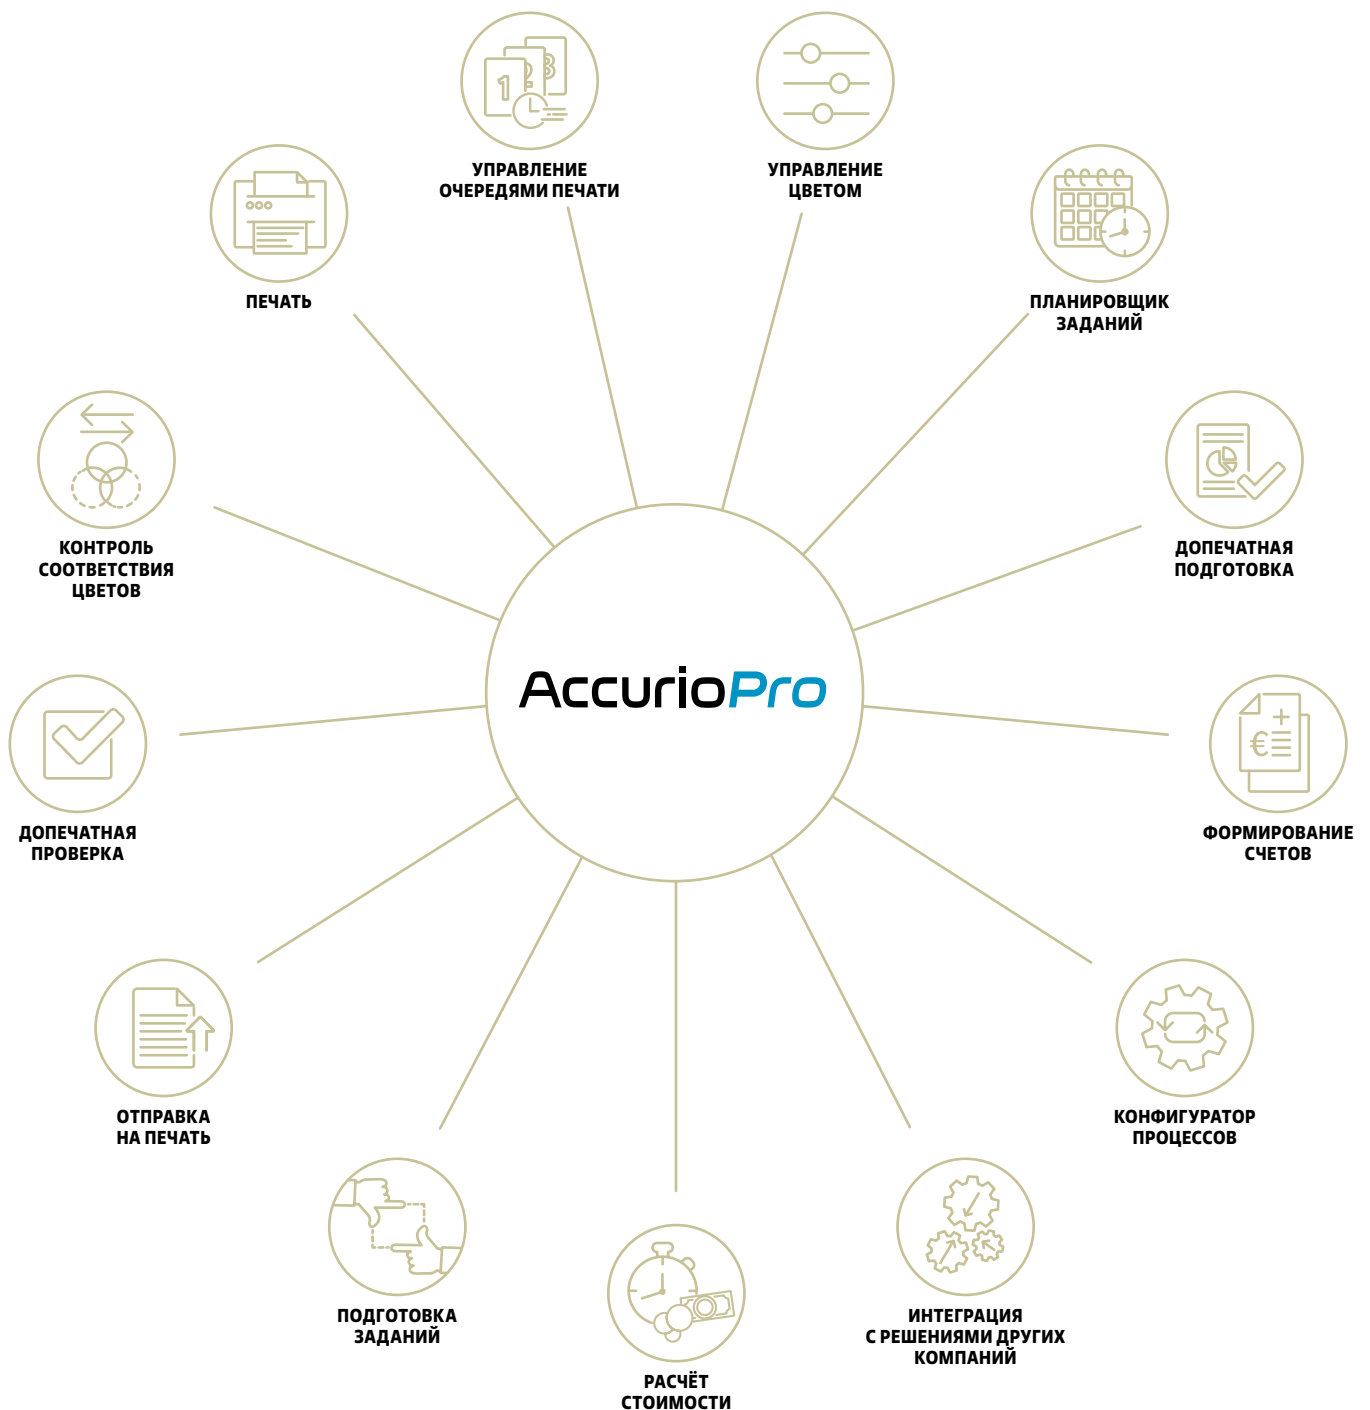 УПРАВЛЕНИЕ
ОЧЕРЕДЯМИ ПЕЧАТИ
УПРАВЛЕНИЕ
ЦВЕТОМ
ПЕЧАТЬ
ПЛАНИРОВЩИК
ЗАДАНИЙ
КОНТРОЛЬ
СООТВЕТСТВИЯ
ЦВЕТОВ
ДОПЕЧАТНАЯ
ПОДГОТОВКА
AccurioPro
ДОПЕЧАТНАЯ
ПРОВЕРКА
ФОРМИРОВАНИЕ
СЧЕТОВ
ОТПРАВКА
НА ПЕЧАТЬ
КОНФИГУРАТОР
ПРОЦЕССОВ
ПОДГОТОВКА
ЗАДАНИЙ
ИНТЕГРАЦИЯ
С РЕШЕНИЯМИ ДРУГИХ
КОМПАНИЙ
РАСЧЁТ
СТОИМОСТИ